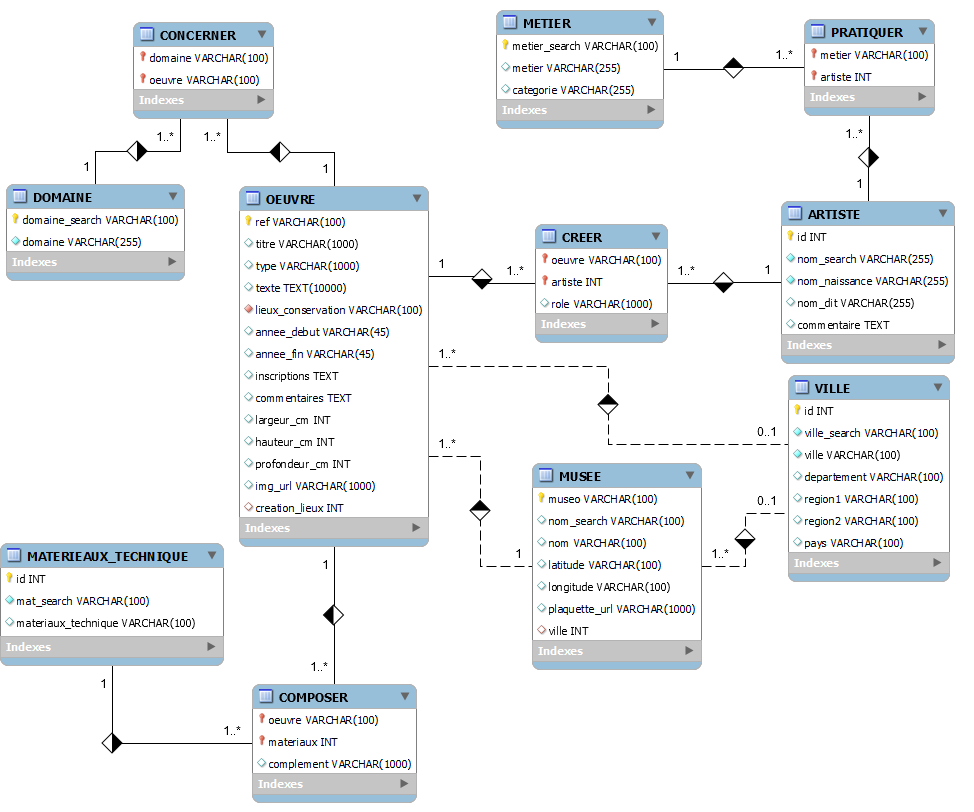 CONCERNER
domaine VARCHAR(100)
oeuvre VARCHAR(100)
Indexes
METIER
metier_search VARCHAR(100)
metier VARCHAR(255)
categorie VARCHAR(255)
Indexes
1
1..*
PRATIQUER
metier VARCHAR(100)
artiste INT
Indexes
1..*
1..*
1
1
1..*
1
DOMAINE
domaine_search VARCHAR(100)
domaine VARCHAR(255)
Indexes
OEUVRE
ref VARCHAR(100)
titre VARCHAR(1000)
type VARCHAR(1000)
texte TEXT(10000)
lieux_conservation VARCHAR(100)
annee_debut VARCHAR(45)
annee_fin VARCHAR(45)
inscriptions TEXT
commentaires TEXT
largeur_cm INT
hauteur_cm INT
profondeur_cm INT
img_url VARCHAR(1000)
creation_lieux INT
Indexes
1
1..*
CREER
oeuvre VARCHAR(100)
artiste INT
role VARCHAR(1000)
Indexes
1..*
1
ARTISTE
id INT
nom_search VARCHAR(255)
nom_naissance VARCHAR(255)
nom_dit VARCHAR(255)
commentaire TEXT
Indexes
1..*
0..1
VILLE
id INT
ville_search VARCHAR(100)
ville VARCHAR(100)
departement VARCHAR(100)
region1 VARCHAR(100)
region2 VARCHAR(100)
pays VARCHAR(100)
Indexes
1..*
1
MUSEE
museo VARCHAR(100)
nom_search VARCHAR(100)
nom VARCHAR(100)
latitude VARCHAR(100)
longitude VARCHAR(100)
plaquette_url VARCHAR(1000)
ville INT
Indexes
0..1
1..*
MATERIEAUX_TECHNIQUE
id INT
mat_search VARCHAR(100)
materiaux_technique VARCHAR(100)
Indexes
1
1..*
1
1..*
COMPOSER
oeuvre VARCHAR(100)
materiaux INT
complement VARCHAR(1000)
Indexes